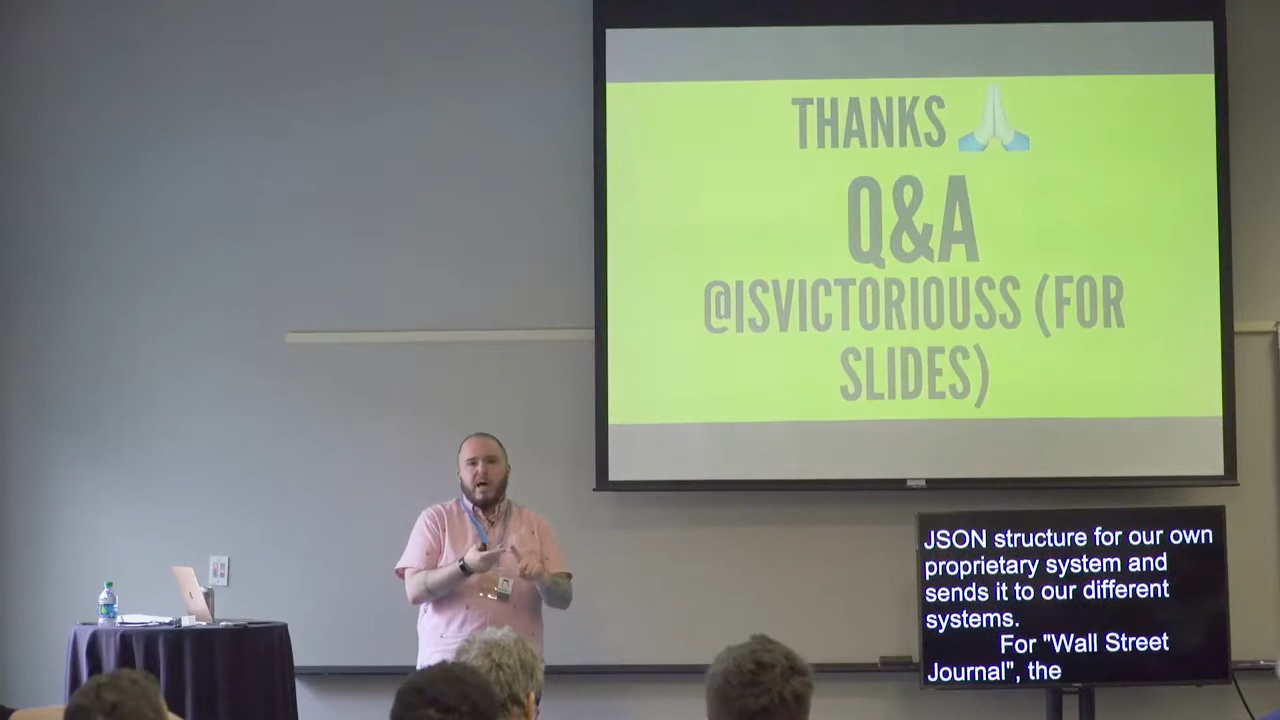 THANKS 🙏
Q&A
@ISVICTORIOUSS (FOR
SLIDES)
JSON structure for our own
proprietary system and
sends it to our different
systems.
For "Wall Street
Journal", the